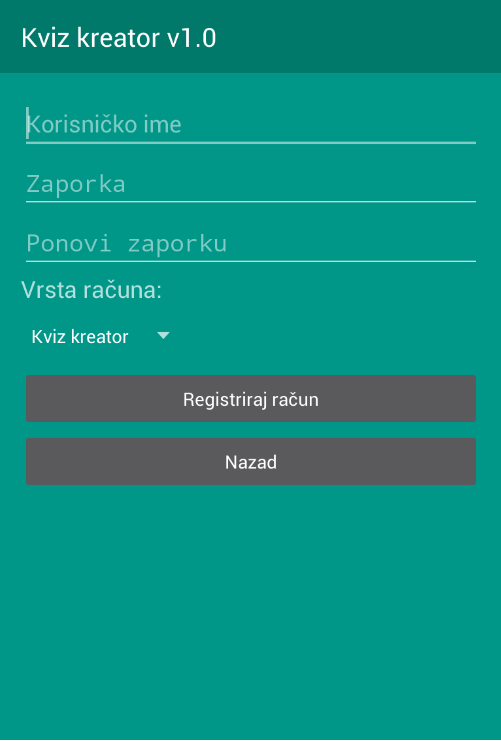 Kviz kreator v1.0
Korisničko ime
Zaporka
Ponovi zaporku
Vrsta računa:
Kviz kreator
Registriraj račun
Nazad